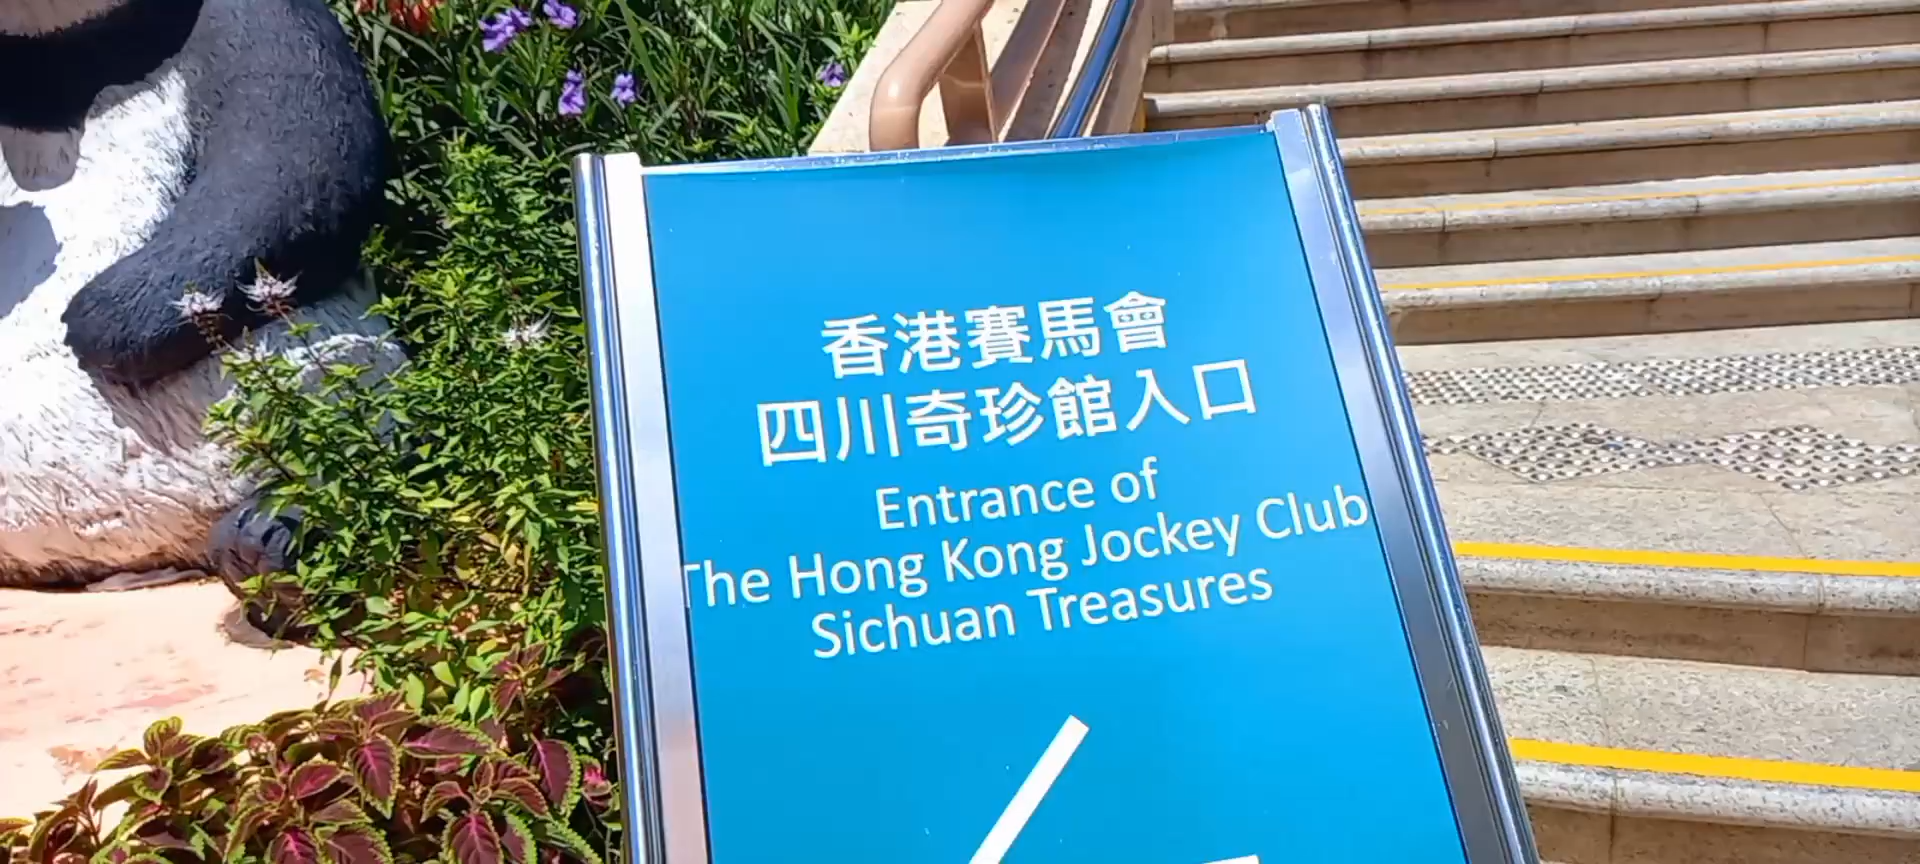 香港賽馬會
四川奇珍館入口
Entrance of
The Hong Kong Jockey Club
Sichuan Treasures